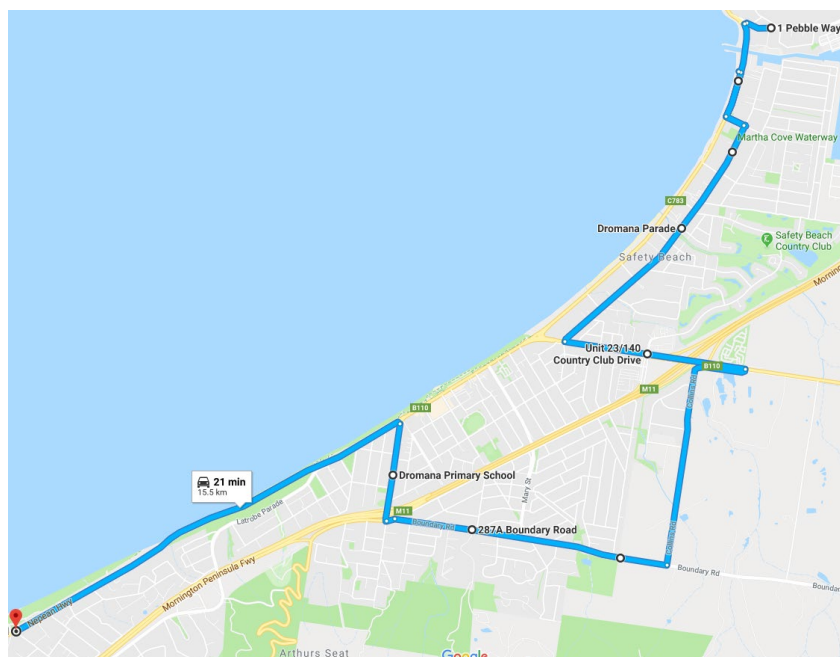 1 Pebble Way
Martha Cove Waterway
C783
Dromana Parade
Safety Beach
Country Club
Safety Beach
Mornin
Unit 23/140
Country Club Drive
B110
M11
B110
Dromana Primary School
21 min
15.5 km
Latrobe Parade
Mary St
M11
Boundary Rd
287A Boundary Road
Mornington Peninsula Fwy
Boundary Rd
Bounda
Nepean Hwy
Arthurs Seat
Google